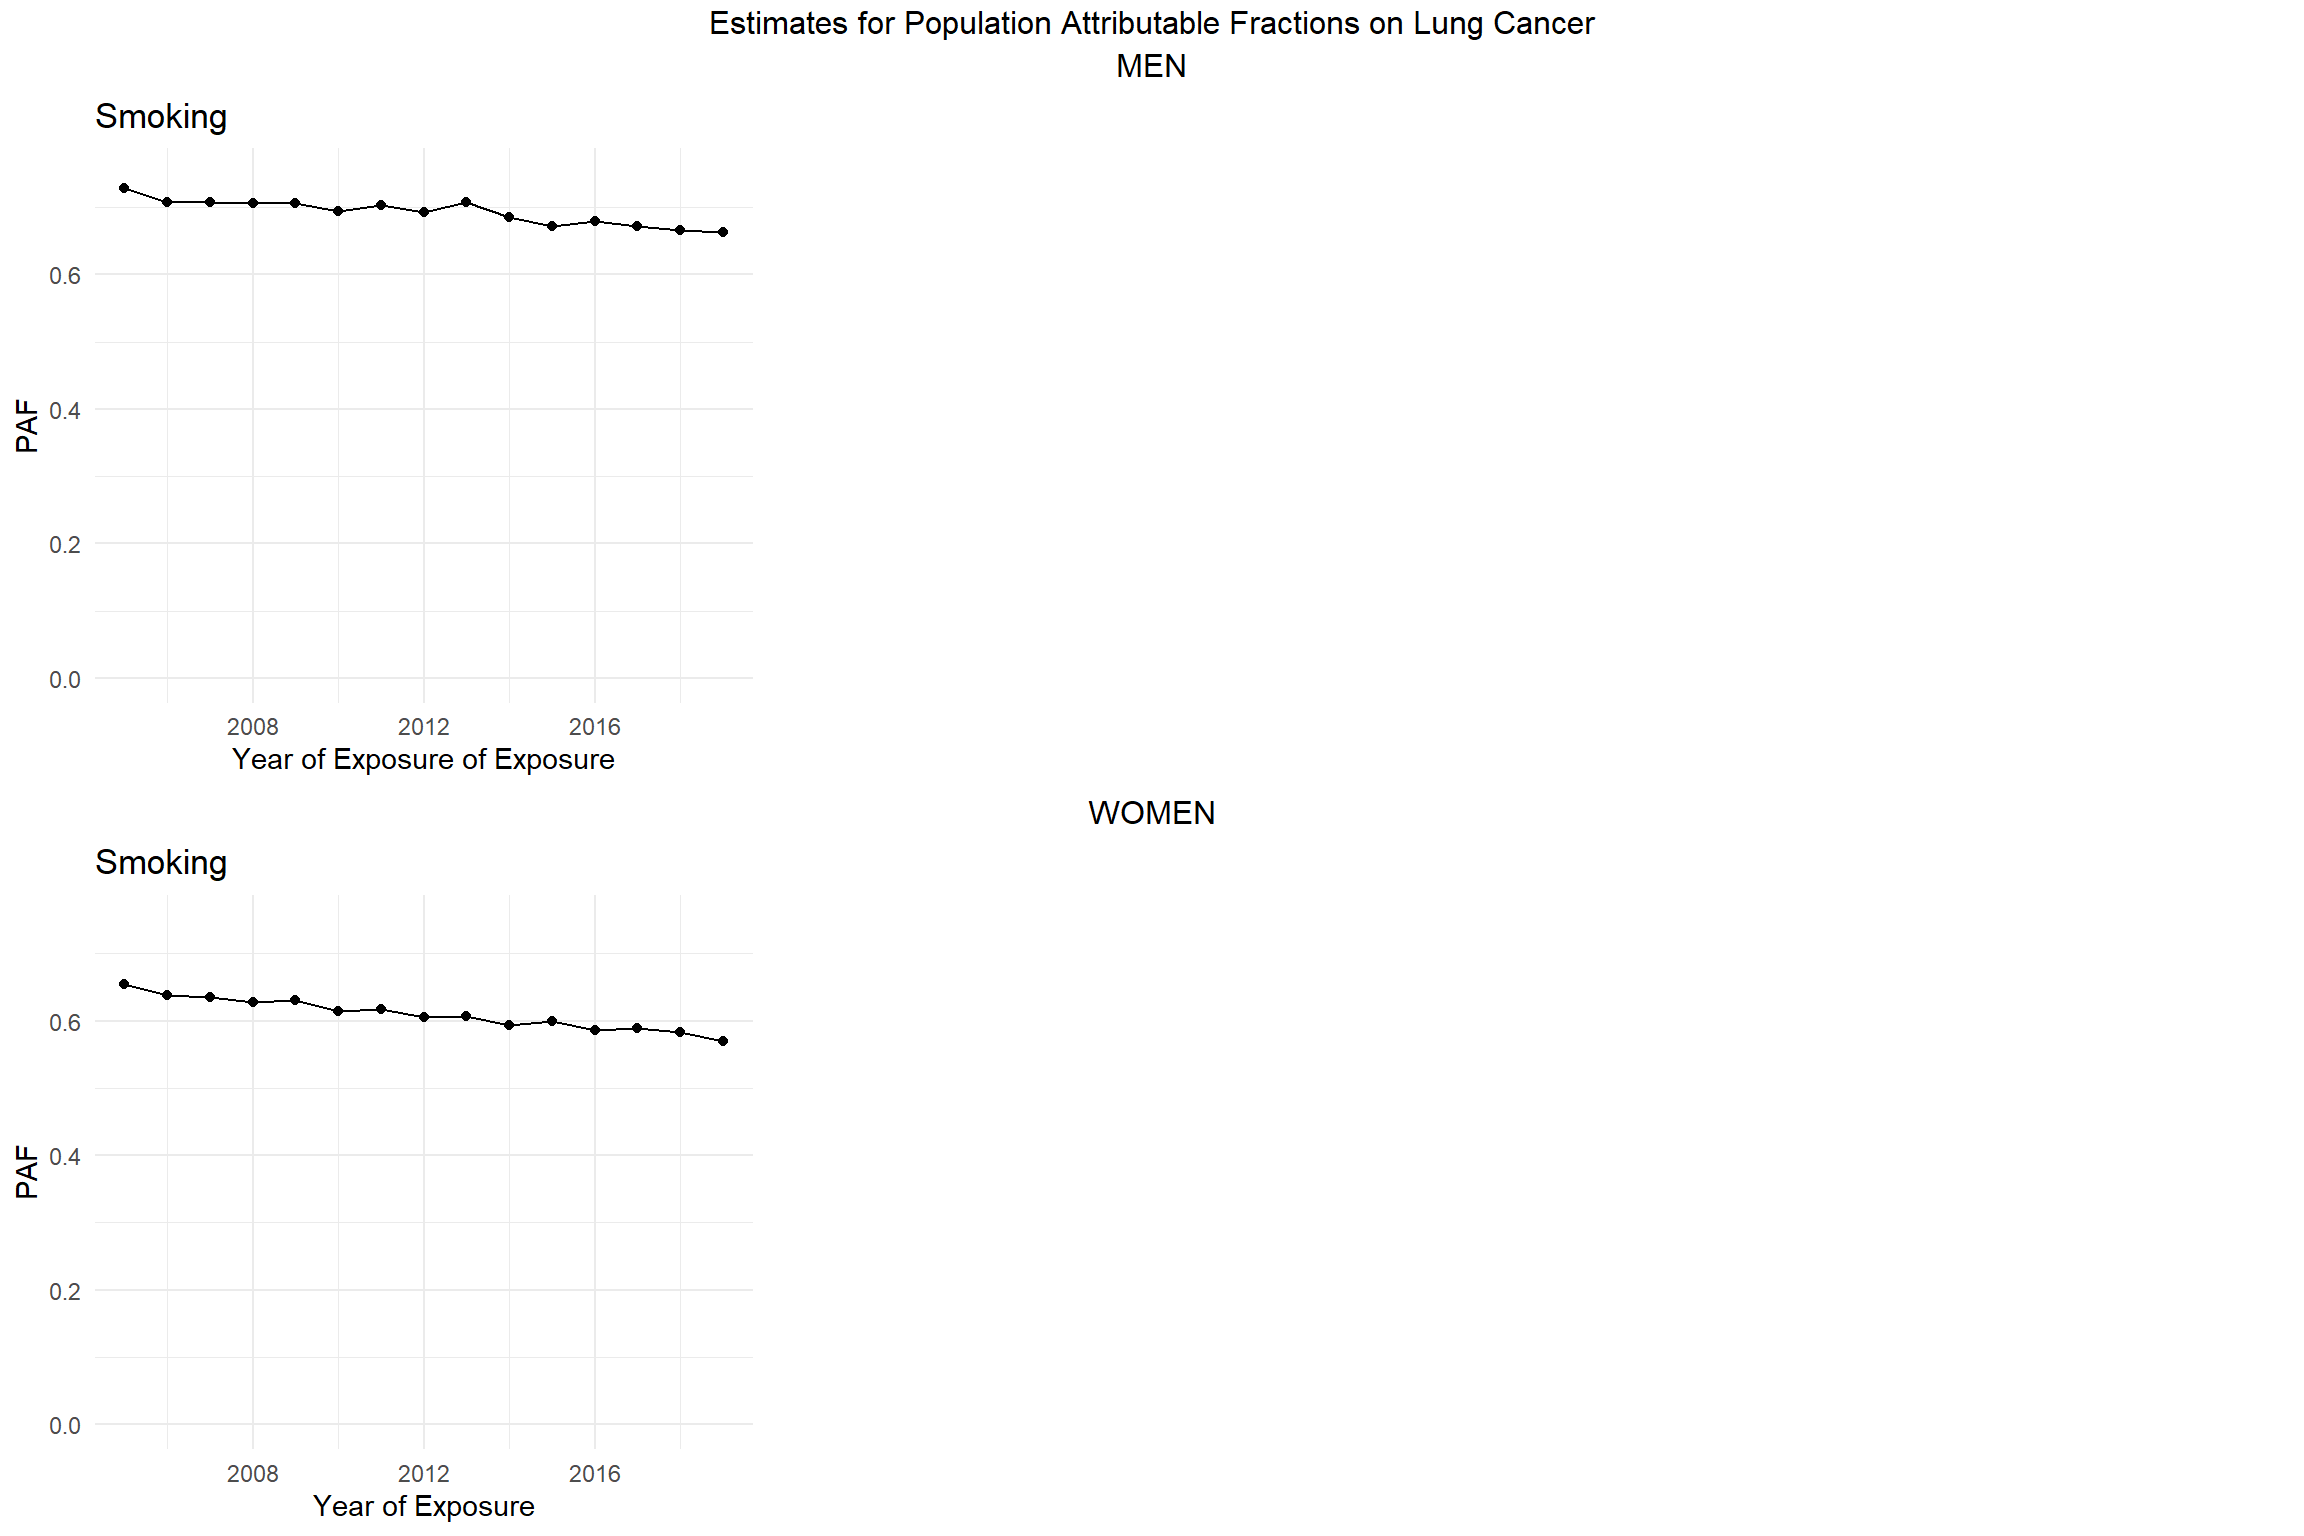 Estimates for Population Attributable Fractions on Lung Cancer
MEN
Smoking
0.6
0.4
0.2
0.0
PAF
2008 2012 2016
Year of Exposure of Exposure
WOMEN
Smoking
0.6
0.4
0.2
0.0
PAF
2008 2012 2016
Year of Exposure